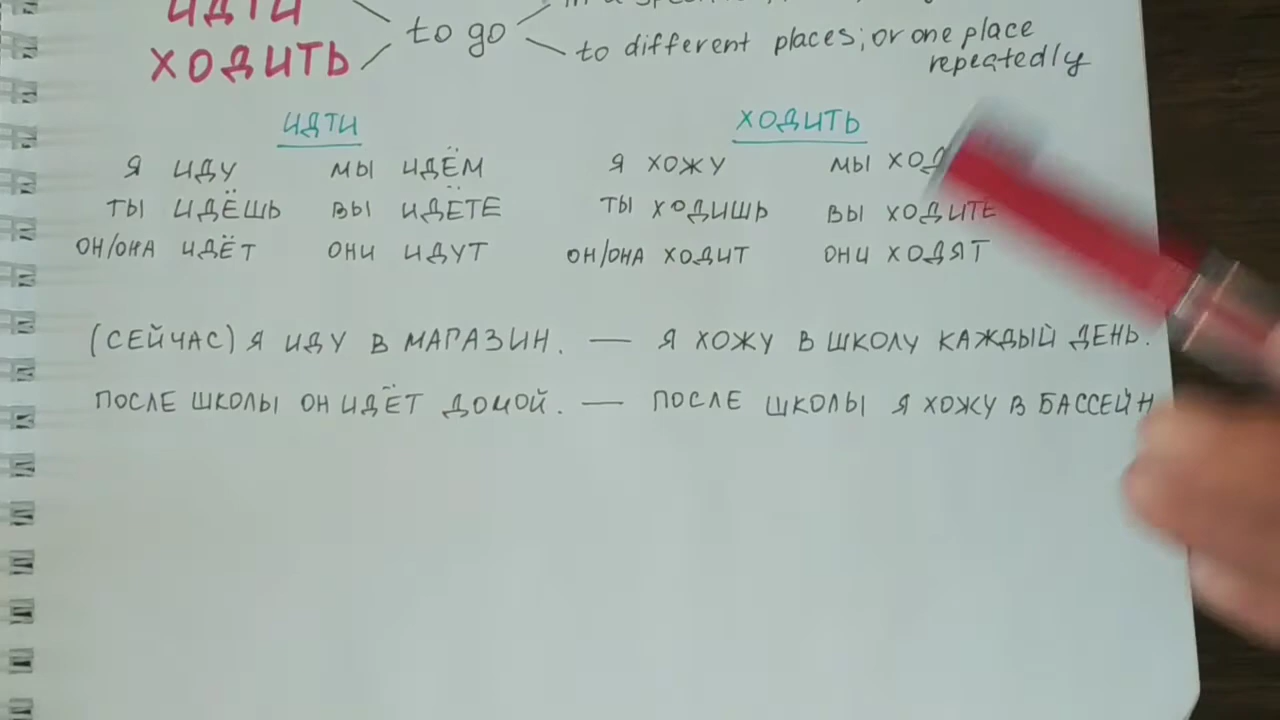 ИДТИ
ХОДИТЬ to go to different places; or one place
repeatedly
ИДТИ ХОДИТЬ
Я ИДУ МЫ ИДЁМ Я ХОЖУ МЫ
ТЫ ИДЁШЬ ВЫ ИДЁТЕ ТЫ ХОДИШЬ ВЫ ХОДИТЕ
ОН/ОНА ИДЁТ ОНИ ИДУТ ОН/ОНА ХОДИТ ОНИ ХОДЯТ
(СЕЙЧАС) Я ИДУ В МАГАЗИН. — Я ХОЖУ В ШКОЛУ КАЖДЫЙ ДЕНЬ.
ПОСЛЕ ШКОЛЫ ОН ИДЁТ ДОМОЙ. — ПОСЛЕ ШКОЛЫ Я ХОЖУ В БАССЕЙН